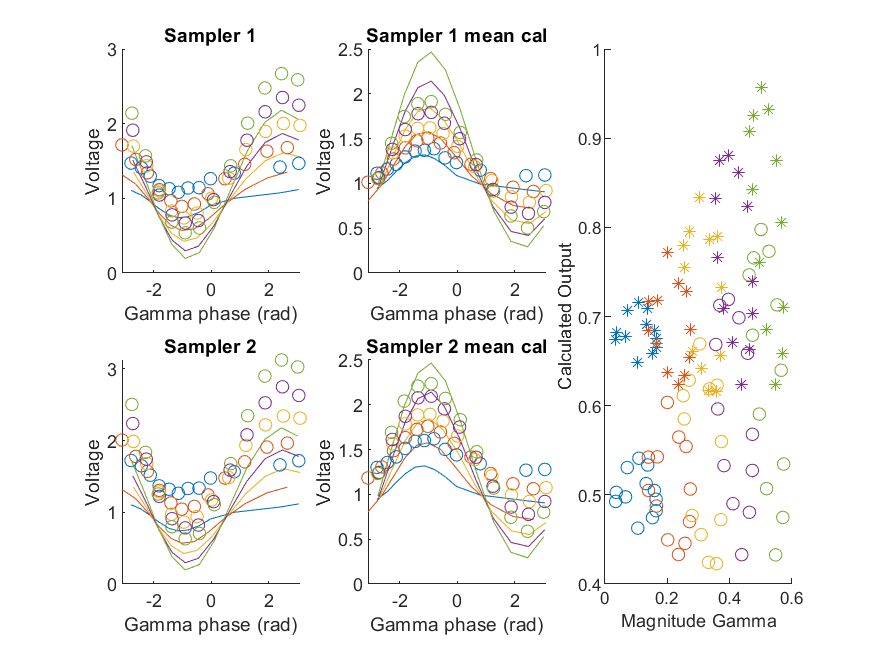 Sampler 1
3
2
1
0
Voltage
-2 0 2
Gamma phase (rad)
Sampler 1 mean cal
2.5
2
1.5
1
0.5
0
Voltage
-2 0 2
Gamma phase (rad)
Sampler 2
3
2
1
0
Voltage
-2 0 2
Gamma phase (rad)
Sampler 2 mean cal
2.5
2
1.5
1
0.5
0
Voltage
-2 0 2
Gamma phase (rad)
1
0.9
0.8
0.7
0.6
0.5
0.4
Calculated Output
0 0.2 0.4 0.6
Magnitude Gamma